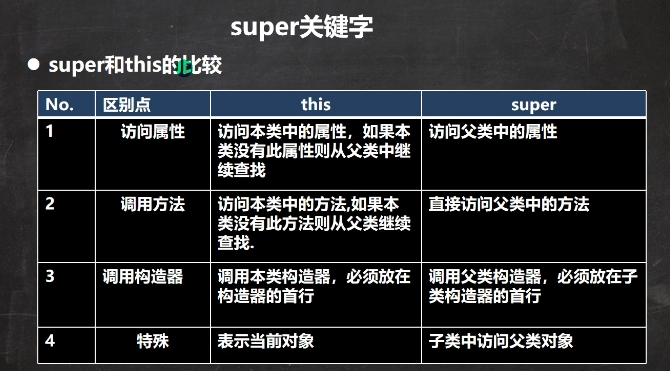 super关键字
● super和this的比较
No. 区别点 this super
1 访问属性 访问本类中的属性，如果本
类没有此属性则从父类中继
续查找 访问父类中的属性
2 调用方法 访问本类中的方法,如果本
类没有此方法则从父类继续
查找. 直接访问父类中的方法
3 调用构造器 调用本类构造器，必须放在
构造器的首行 调用父类构造器，必须放在子
类构造器的首行
4 特殊 表示当前对象 子类中访问父类对象